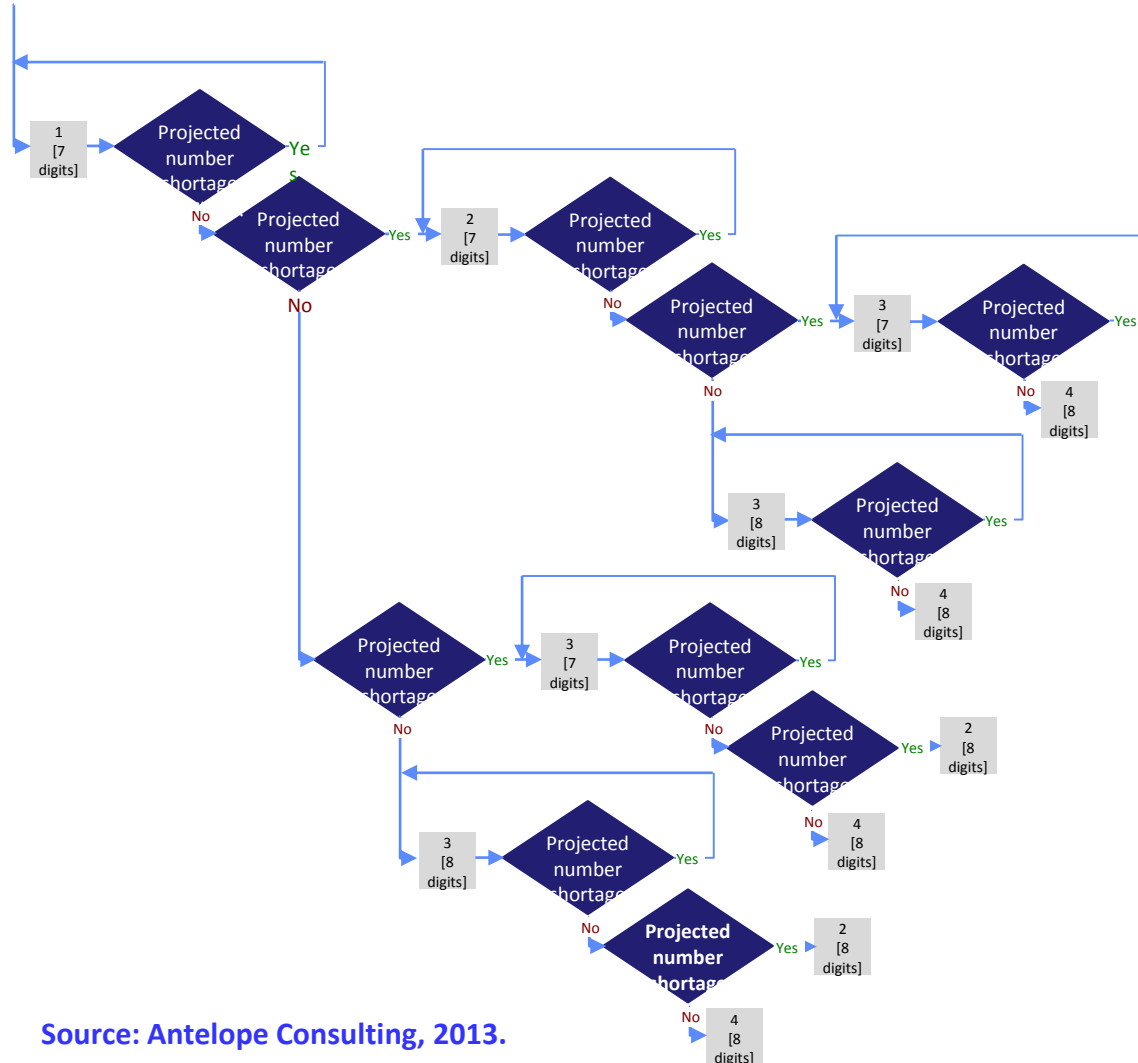 1
[7
digits]
Projected
number
shortage
Ye
s
No
Projected
number
shortage
Yes
No
2
[7
digits]
Projected
number
shortage
Yes
No
Projected
number
shortage
Yes
No
3
[7
digits]
Projected
number
shortage
Yes
No
4
[8
digits]
3
[8
digits]
Projected
number
shortage
Yes
No
4
[8
digits]
Projected
number
shortage
Yes
No
3
[7
digits]
Projected
number
shortage
Yes
No
Projected
number
shortage
Yes
2
[8
digits]
No
4
[8
digits]
3
[8
digits]
Projected
number
shortage
Yes
No
Projected
number
shortage
Yes
2
[8
digits]
No
4
[8
digits]
Source: Antelope Consulting, 2013.